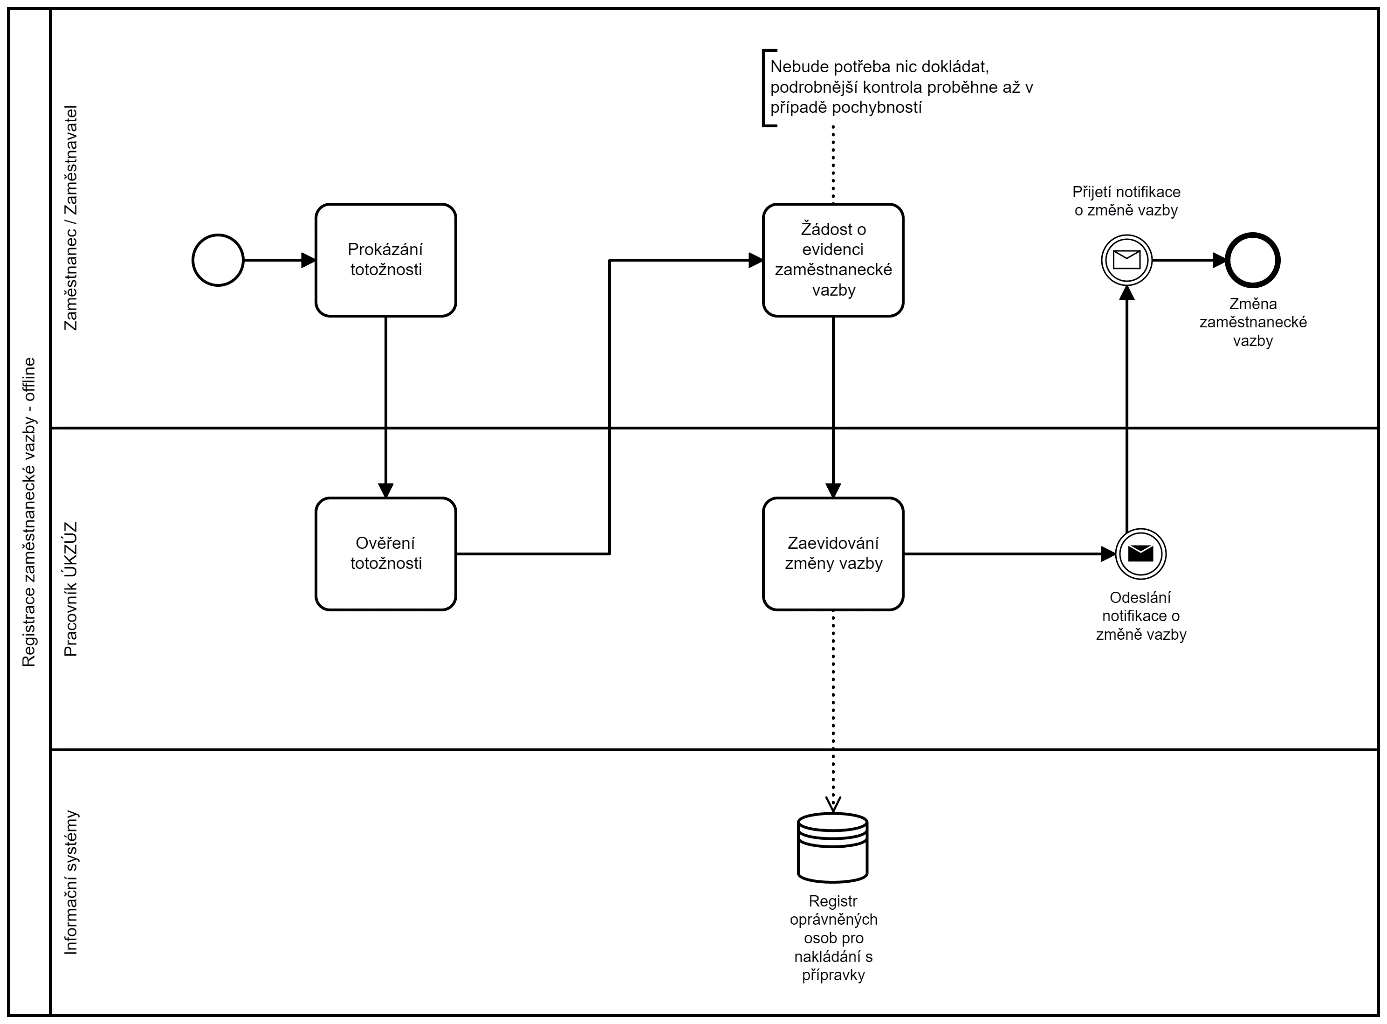 Registrace zaměstnanecké vazby - offline
Zaměstnanec / Zaměstnavatel
Nebude potřeba nic dokládat,
podrobnější kontrola proběhne až v
případě pochybností
Prokázání
totožnosti
Žádost o
evidenci
zaměstnanecké
vazby
Přijetí notifikace
o změně vazby
Změna
zaměstnanecké
vazby
Pracovník ÚKZÚZ
Ověření
totožnosti
Zaevidování
změny vazby
Odeslání
notifikace o
změně vazby
Informační systémy
Registr
oprávněných
osob pro
nakládání s
přípravky